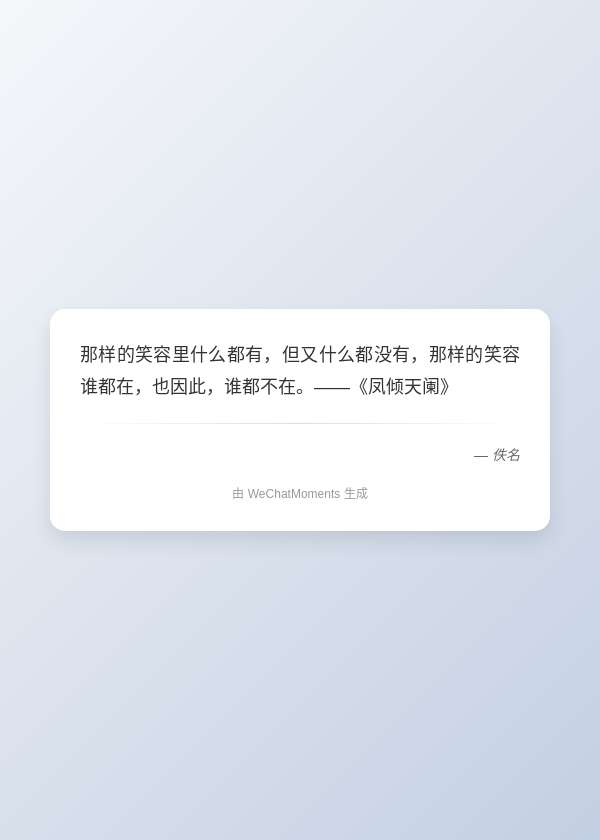 那样的笑容里什么都有，但又什么都没有，那样的笑容
谁都在，也因此，谁都不在。——《凤倾天阑》
— 佚名
由 WeChatMoments 生成